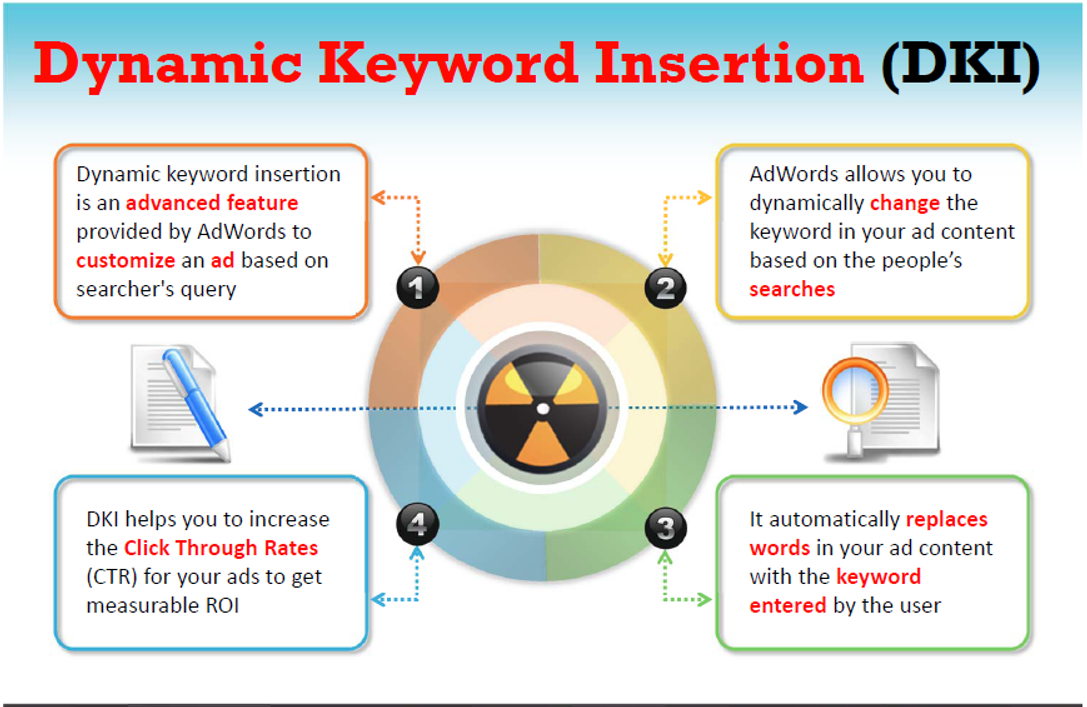 Dynamic Keyword Insertion (DKI)
Dynamic keyword insertion
is an advanced feature
provided by AdWords to
customize an ad based on
searcher's query
1
AdWords allows you to
dynamically change the
keyword in your ad content
based on the people’s
searches
2
It automatically replaces
words in your ad content
with the keyword
entered by the user
3
DKI helps you to increase
the Click Through Rates
(CTR) for your ads to get
measurable ROI
4